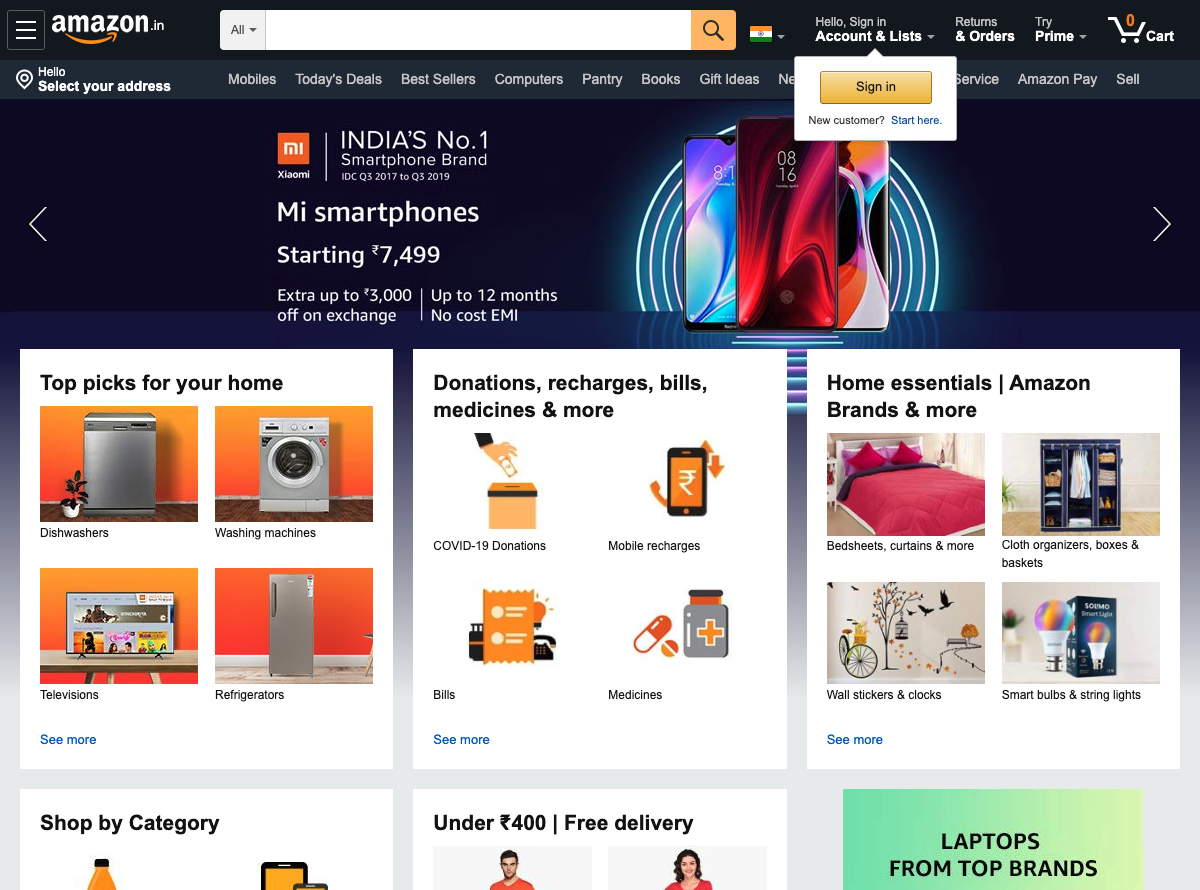 amazon.in
All
Hello, Sign in
Account & Lists
Returns
& Orders
Try
Prime
0
Cart
Hello
Select your address
Mobiles
Today's Deals
Best Sellers
Computers
Pantry
Books
Gift Ideas
Service
Amazon Pay
Sell
Sign in
New customer? Start here.
mi
Xiaomi
INDIA'S No.1
Smartphone Brand
IDC Q3 2017 to Q3 2019
Mi smartphones
Starting ₹7,499
Extra up to ₹3,000
off on exchange
Up to 12 months
No cost EMI
08
16
Top picks for your home
Dishwashers
Washing machines
Televisions
Refrigerators
See more
Donations, recharges, bills,
medicines & more
COVID-19 Donations
Mobile recharges
Bills
Medicines
See more
Home essentials | Amazon
Brands & more
Bedsheets, curtains & more
Cloth organizers, boxes &
baskets
Wall stickers & clocks
SOLIMO
Smart Light
Smart bulbs & string lights
See more
Shop by Category
Under ₹400 | Free delivery
LAPTOPS
FROM TOP BRANDS